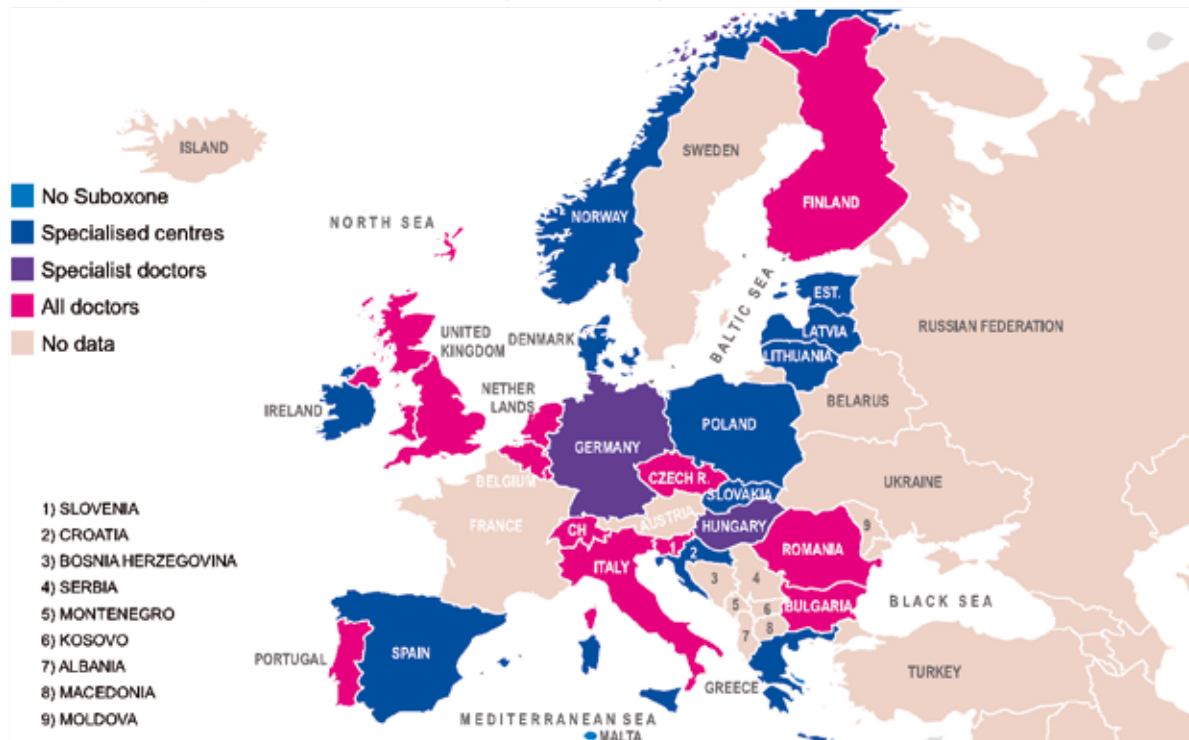 ISLAND
No Suboxone
Specialised centres
Specialist doctors
All doctors
No data
NORTH SEA
SWEDEN
FINLAND
NORWAY
BALTIC SEA
EST.
LATVIA
LITHUANIA
RUSSIAN FEDERATION
UNITED
KINGDOM
DENMARK
NETHER
LANDS
IRELAND
BELARUS
POLAND
GERMANY
BELGIUM
CZECH R.
SLOVAKIA
UKRAINE
FRANCE
AUSTRIA
HUNGARY
CH
1
2
3
4
5
6
7
8
9
ITALY
ROMANIA
BULGARIA
BLACK SEA
1) SLOVENIA
2) CROATIA
3) BOSNIA HERZEGOVINA
4) SERBIA
5) MONTENEGRO
6) KOSOVO
7) ALBANIA
8) MACEDONIA
9) MOLDOVA
PORTUGAL
SPAIN
GREECE
TURKEY
MEDITERRANEAN SEA
MALTA